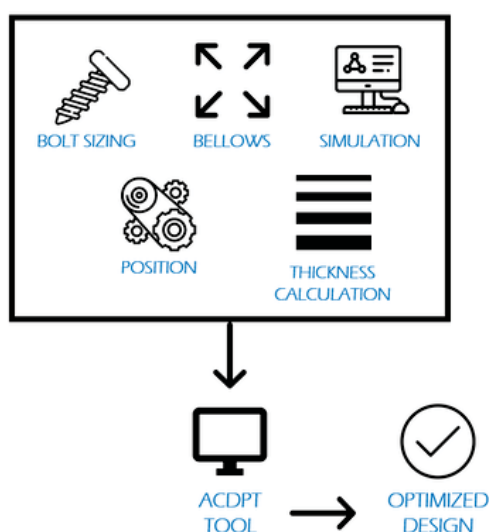 BOLT SIZING
BELLOWS
SIMULATION
POSITION
THICKNESS
CALCULATION
ACDPT
TOOL
OPTIMIZED
DESIGN